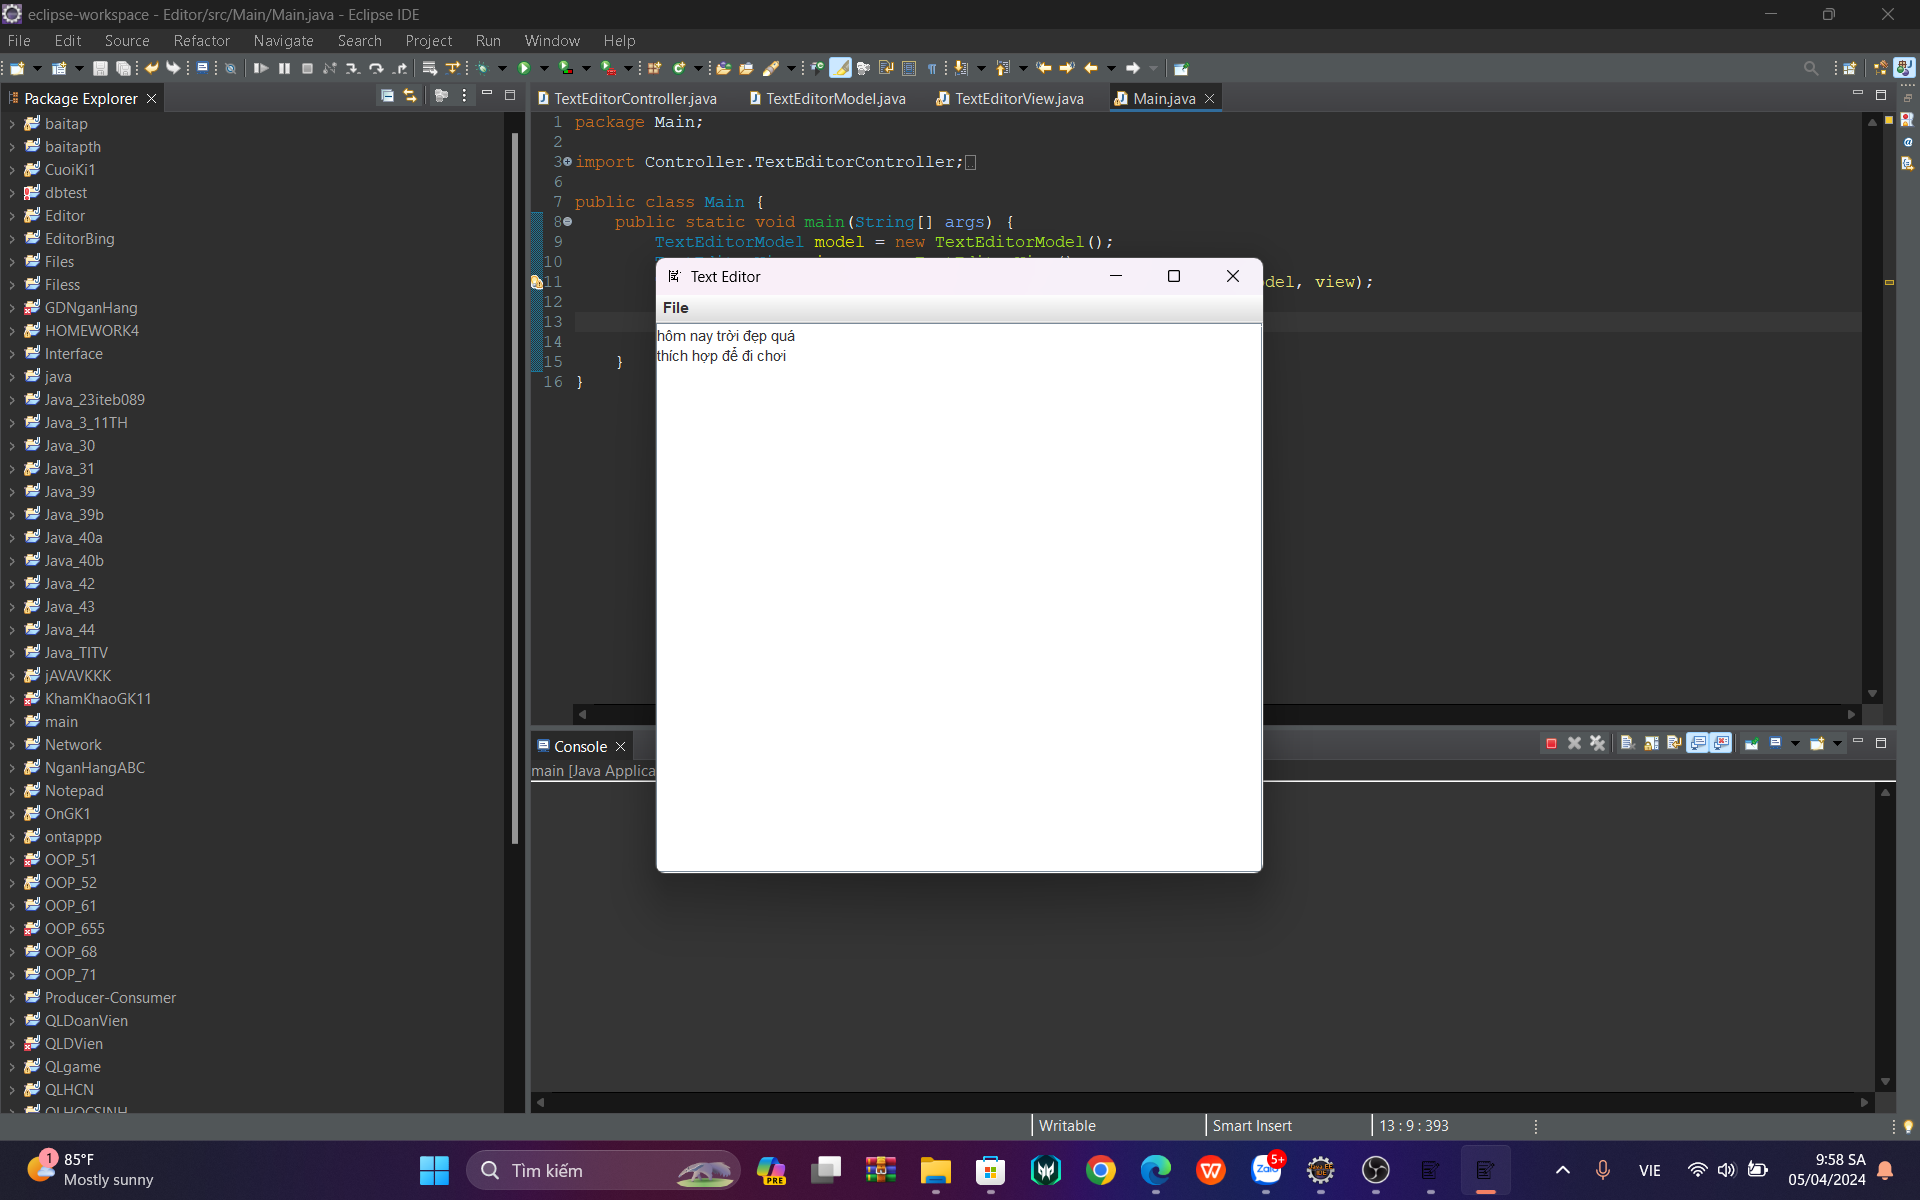 eclipse-workspace - Editor/src/Main/Main.java - Eclipse IDE
File Edit Source Refactor Navigate Search Project Run Window Help
Package Explorer
baitap
baitapth
CuoiKi1
dbtest
Editor
EditorBing
Files
Filess
GDNganHang
HOMEWORK4
Interface
java
Java_23iteb089
Java_3_11TH
Java_30
Java_31
Java_39
Java_39b
Java_40a
Java_40b
Java_42
Java_43
Java_44
Java_TITV
jAVAVKKK
KhamKhaoGK11
main
Network
NganHangABC
Notepad
OnGK1
ontappp
OOP_51
OOP_52
OOP_61
OOP_655
OOP_68
OOP_71
Producer-Consumer
QLDoanVien
QLDVien
QLgame
QLHCN
QLHOCSINH
TextEditorController.java TextEditorModel.java TextEditorView.java Main.java
1 package Main;
2
3 import Controller.TextEditorController;
6
7 public class Main {
8 public static void main(String[] args) {
9 TextEditorModel model = new TextEditorModel();
10
11 del, view);
12
13
14
15 }
16 }
Text Editor
File
hôm nay trời đẹp quá
thích hợp để đi chơi
Console
main [Java Applica
Writable Smart Insert 13 : 9 : 393
1
85°F
Mostly sunny
Tìm kiếm
PRE
Zalo
5+
VIE
9:58 SA
05/04/2024